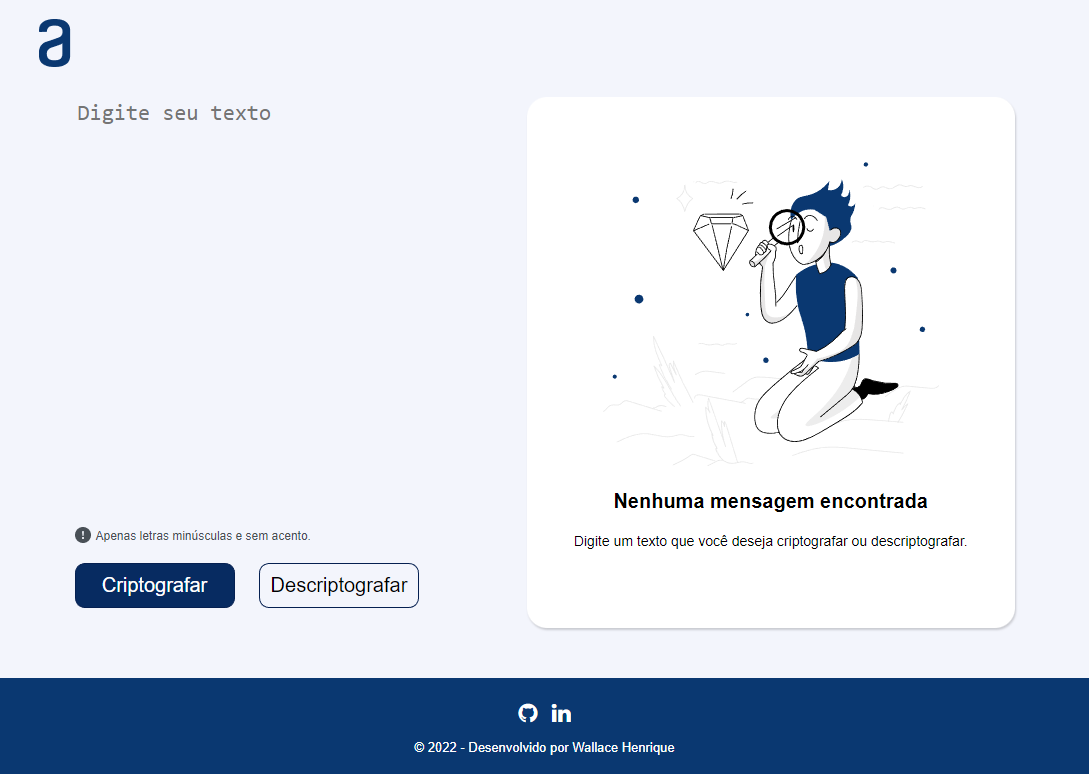 a
Digite seu texto
Nenhuma mensagem encontrada
Digite um texto que você deseja criptografar ou descriptografar.
! Apenas letras minúsculas e sem acento.
Criptografar
Descriptografar
in
© 2022 - Desenvolvido por Wallace Henrique